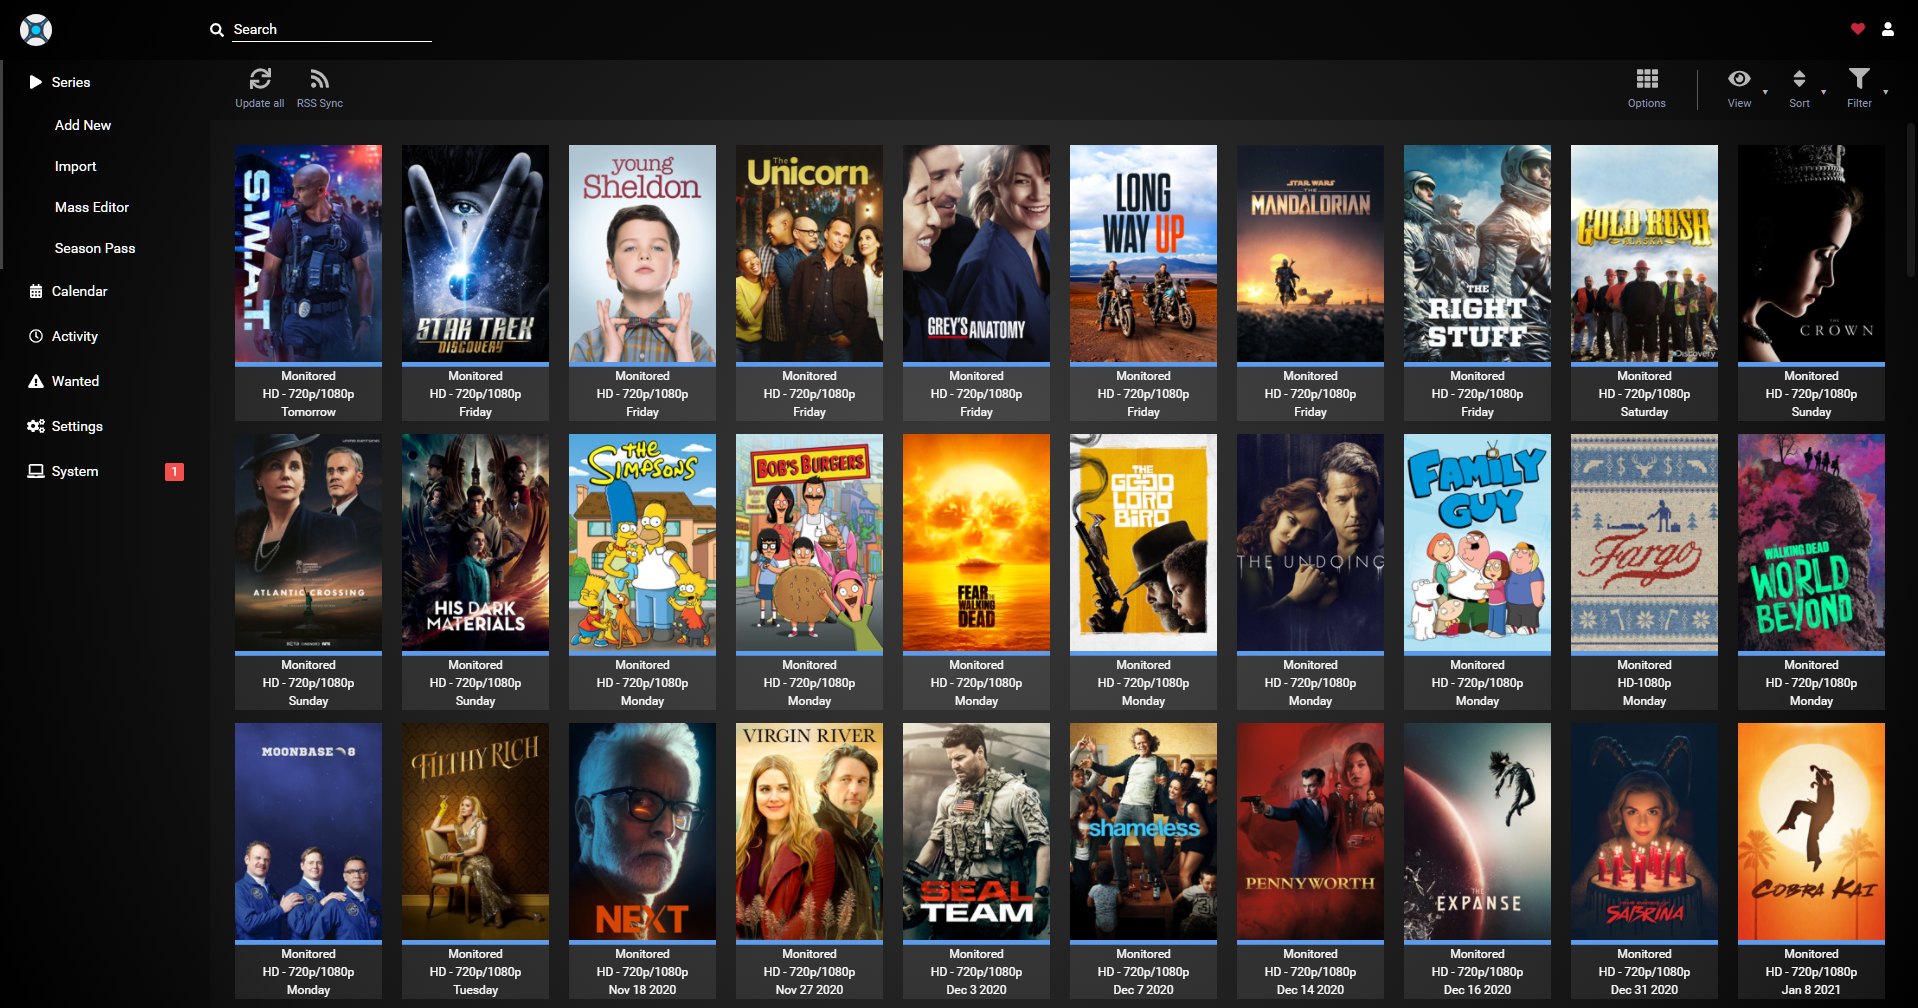 Search
Series
Add New
Import
Mass Editor
Season Pass
Calendar
Activity
Wanted
Settings
System
1
Update all
RSS Sync
Options
View
Sort
Filter
S.W.A.T.
Monitored
HD - 720p/1080p
Tomorrow
STAR TREK
DISCOVERY
Monitored
HD - 720p/1080p
Friday
young
Sheldon
Monitored
HD - 720p/1080p
Friday
The
Unicorn
Monitored
HD - 720p/1080p
Friday
GREY'S ANATOMY
Monitored
HD - 720p/1080p
Friday
LONG
WAY UP
Monitored
HD - 720p/1080p
Friday
STAR WARS
THE
MANDALORIAN
Monitored
HD - 720p/1080p
Friday
THE
RIGHT
STUFF
Monitored
HD - 720p/1080p
Friday
GOLD RUSH
ALASKA
Discovery
Monitored
HD - 720p/1080p
Saturday
THE
CROWN
Monitored
HD - 720p/1080p
Sunday
ATLANTIC CROSSING
Monitored
HD - 720p/1080p
Sunday
HIS DARK
MATERIALS
Monitored
HD - 720p/1080p
Sunday
THE
SIMPSONS
Monitored
HD - 720p/1080p
Monday
BOB'S BURGERS
Monitored
HD - 720p/1080p
Monday
FEAR THE
WALKING
DEAD
Monitored
HD - 720p/1080p
Monday
THE
GOOD
LORD
BIRD
Monitored
HD - 720p/1080p
Monday
THE UNDOING
Monitored
HD - 720p/1080p
Monday
FAMILY
GUY
Monitored
HD - 720p/1080p
Monday
Fargo
Monitored
HD-1080p
Monday
THE WALKING DEAD
WORLD
BEYOND
Monitored
HD - 720p/1080p
Monday
MOONBASE 8
Monitored
HD - 720p/1080p
Monday
FILTHY RICH
Monitored
HD - 720p/1080p
Tuesday
NEXT
Monitored
HD - 720p/1080p
Nov 18 2020
VIRGIN RIVER
Monitored
HD - 720p/1080p
Nov 27 2020
SEAL
TEAM
Monitored
HD - 720p/1080p
Dec 3 2020
shameless
Monitored
HD - 720p/1080p
Dec 7 2020
PENNYWORTH
Monitored
HD - 720p/1080p
Dec 14 2020
THE
EXPANSE
Monitored
HD - 720p/1080p
Dec 16 2020
SABRINA
Monitored
HD - 720p/1080p
Dec 31 2020
COBRA KAI
Monitored
HD - 720p/1080p
Jan 8 2021